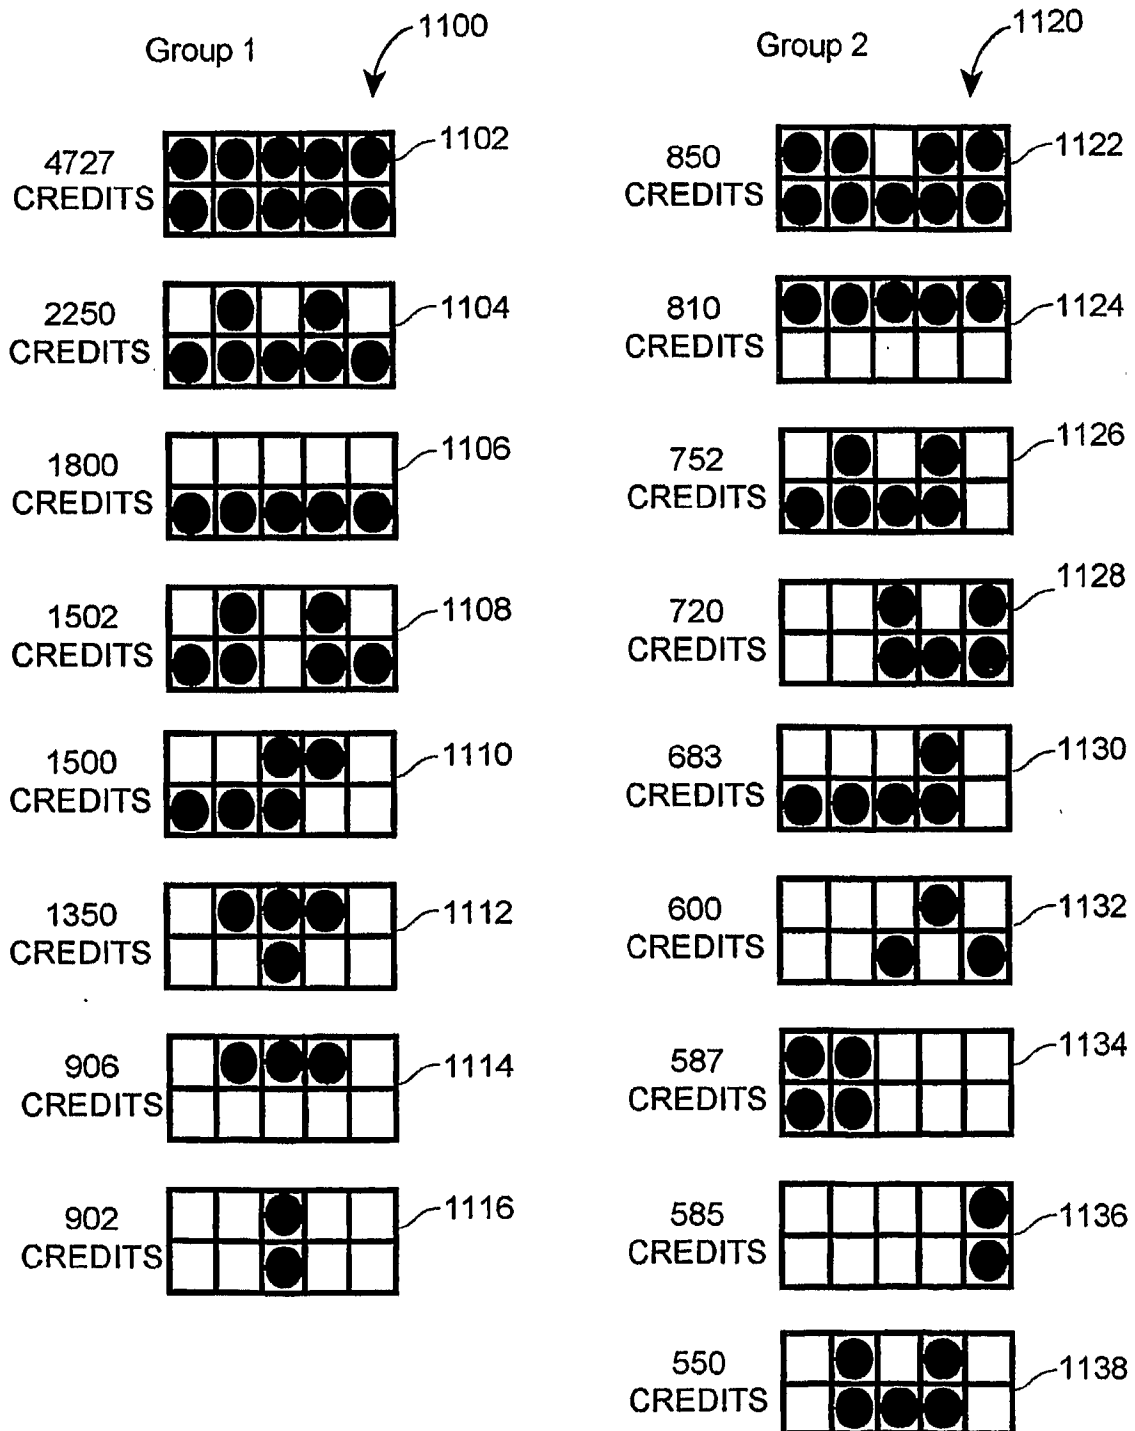 Group 1
1100
4727
CREDITS
1102
2250
CREDITS
1104
1800
CREDITS
1106
1502
CREDITS
1108
1500
CREDITS
1110
1350
CREDITS
1112
906
CREDITS
1114
902
CREDITS
1116
Group 2
1120
850
CREDITS
1122
810
CREDITS
1124
752
CREDITS
1126
720
CREDITS
1128
683
CREDITS
1130
600
CREDITS
1132
587
CREDITS
1134
585
CREDITS
1136
550
CREDITS
1138